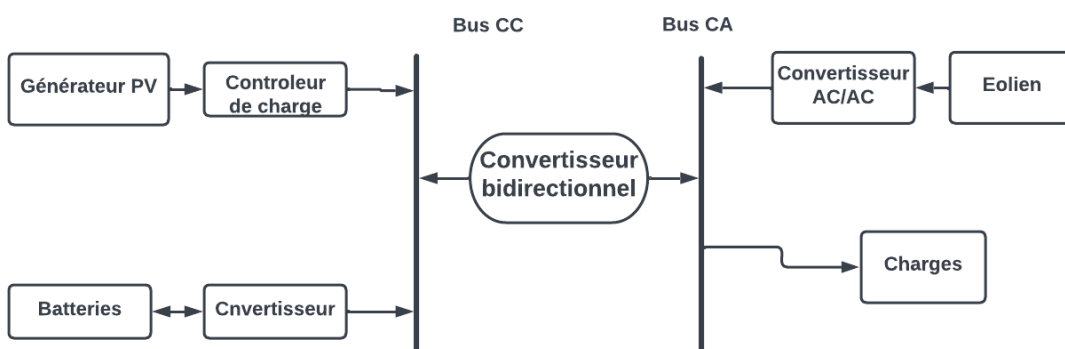 Bus CC
Bus CA
Générateur PV
Controleur
de charge
Convertisseur
AC/AC
Eolien
Convertisseur
bidirectionnel
Charges
Batteries
Cnvertisseur